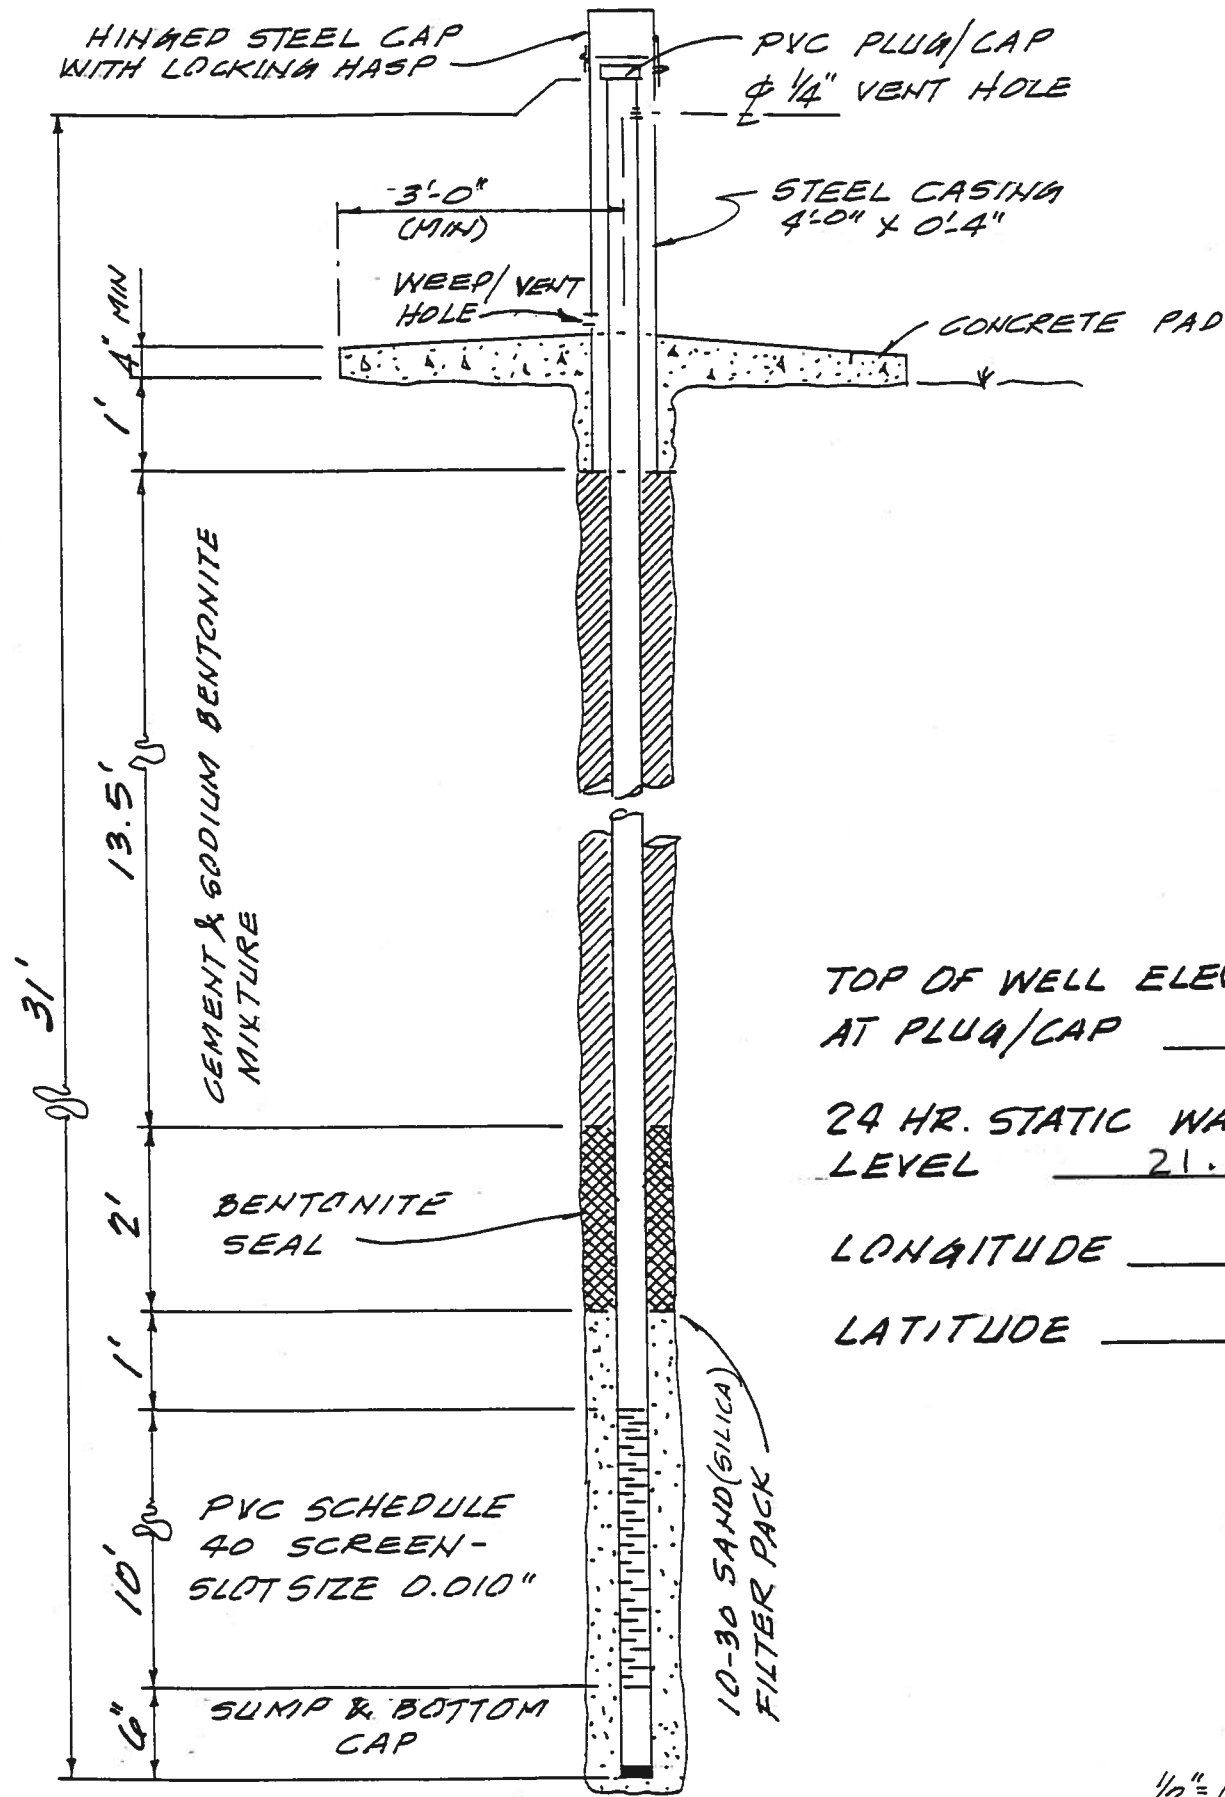 HINGED STEEL CAP
WITH LOCKING HASP
PVC PLUG/CAP
¢ 1/4" VENT HOLE
3'-0"
(MIN)
STEEL CASING
4'-0" X 0'-4"
WEEP/VENT
HOLE
CONCRETE PAD
4" MIN
1'
CEMENT & SODIUM BENTONITE
MIXTURE
13.5'
31'
TOP OF WELL ELEV
AT PLUG/CAP
24 HR. STATIC WA
LEVEL 21.
LONGITUDE
LATITUDE
2'
BENTONITE
SEAL
1'
10-30 SAND (SILICA)
FILTER PACK
PVC SCHEDULE
40 SCREEN-
SLOT SIZE 0.010"
10'
6"
SUMP & BOTTOM
CAP